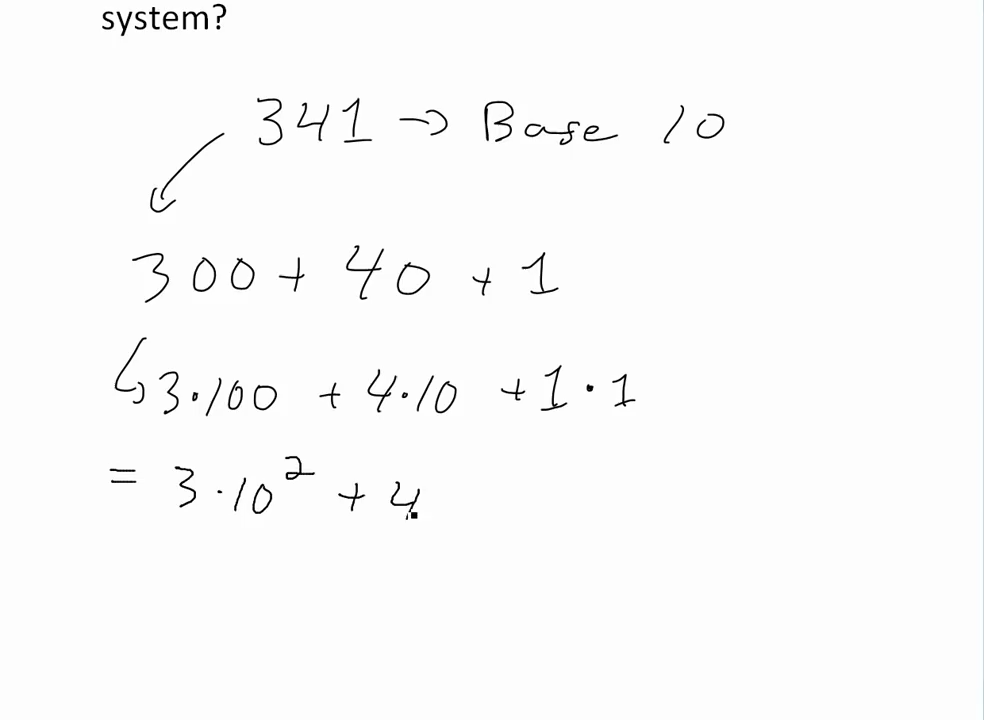 system?
341 → Base 10
300 + 40 + 1
↳ 3·100 + 4·10 + 1·1
= 3·10² + 4